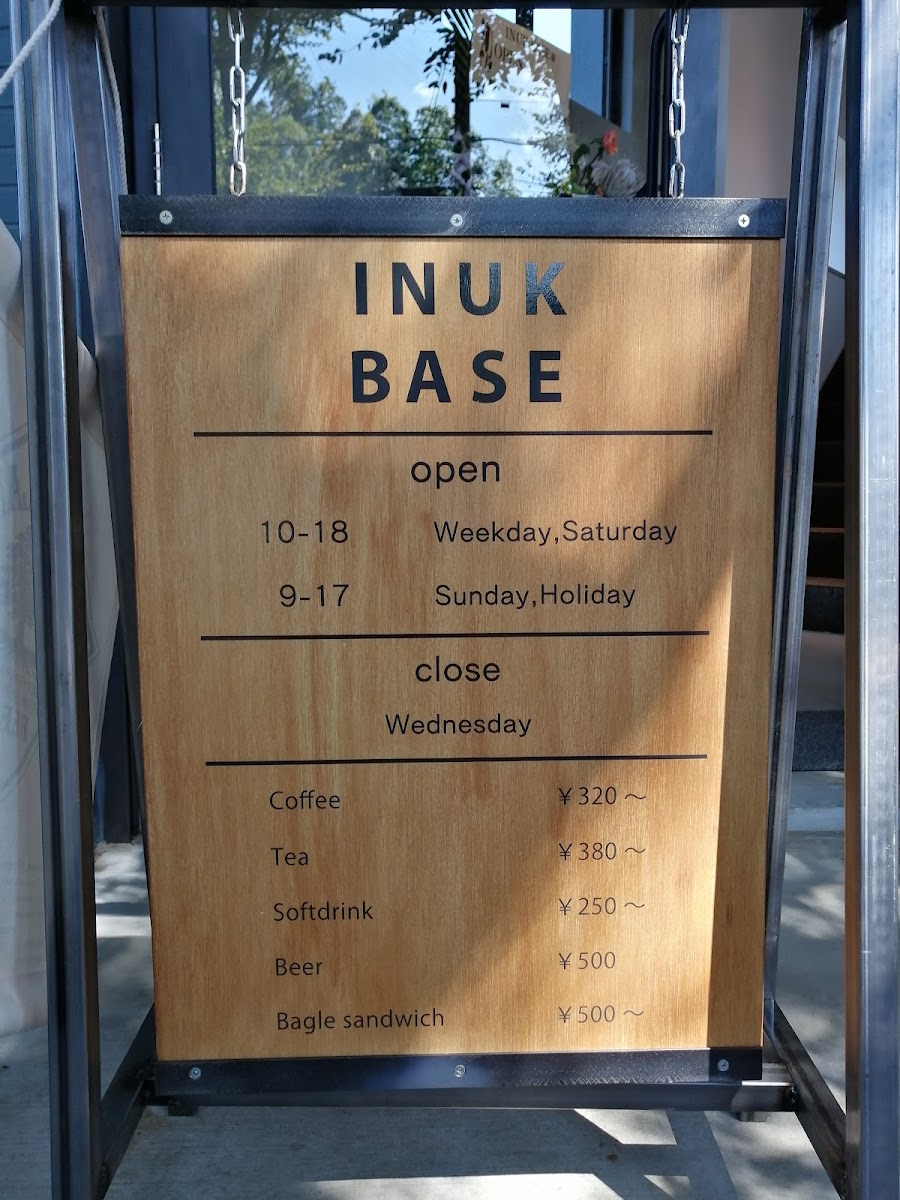 INUK
BASE
open
10-18 Weekday,Saturday
9-17 Sunday,Holiday
close
Wednesday
Coffee ¥320～
Tea ¥380～
Softdrink ¥250～
Beer ¥500
Bagle sandwich ¥500～